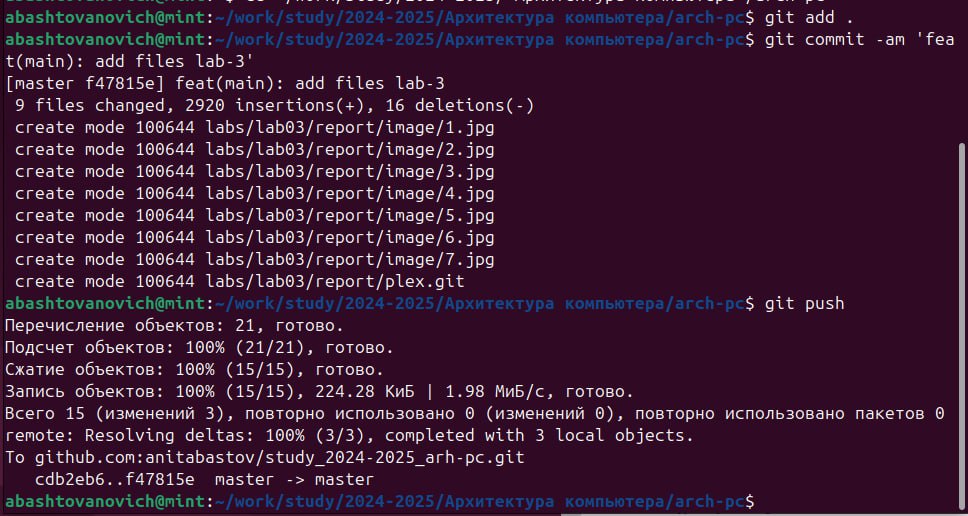 abashtovanovich@mint:~/work/study/2024-2025/Архитектура компьютера/arch-pc$ git add .
abashtovanovich@mint:~/work/study/2024-2025/Архитектура компьютера/arch-pc$ git commit -am 'fea
t(main): add files lab-3'
[master f47815e] feat(main): add files lab-3
 9 files changed, 2920 insertions(+), 16 deletions(-)
 create mode 100644 labs/lab03/report/image/1.jpg
 create mode 100644 labs/lab03/report/image/2.jpg
 create mode 100644 labs/lab03/report/image/3.jpg
 create mode 100644 labs/lab03/report/image/4.jpg
 create mode 100644 labs/lab03/report/image/5.jpg
 create mode 100644 labs/lab03/report/image/6.jpg
 create mode 100644 labs/lab03/report/image/7.jpg
 create mode 100644 labs/lab03/report/plex.git
abashtovanovich@mint:~/work/study/2024-2025/Архитектура компьютера/arch-pc$ git push
Перечисление объектов: 21, готово.
Подсчет объектов: 100% (21/21), готово.
Сжатие объектов: 100% (15/15), готово.
Запись объектов: 100% (15/15), 224.28 КиБ | 1.98 МиБ/с, готово.
Всего 15 (изменений 3), повторно использовано 0 (изменений 0), повторно использовано пакетов 0
remote: Resolving deltas: 100% (3/3), completed with 3 local objects.
To github.com:anitabastov/study_2024-2025_arh-pc.git
   cdb2eb6..f47815e  master -> master
abashtovanovich@mint:~/work/study/2024-2025/Архитектура компьютера/arch-pc$